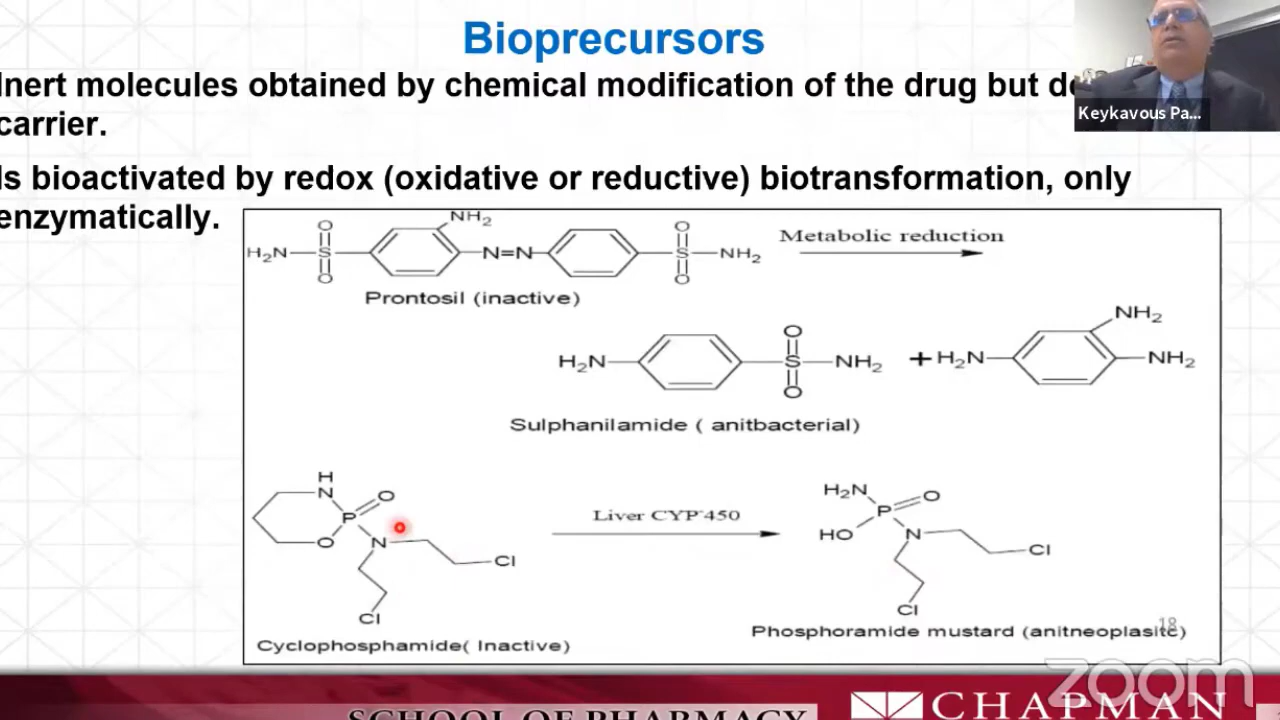 Bioprecursors
Inert molecules obtained by chemical modification of the drug but
carrier.
Is bioactivated by redox (oxidative or reductive) biotransformation, only
enzymatically.
Keykavous Pa...
NH2
O
O
H2N S N=N S NH2
O
O
Metabolic reduction
Prontosil (inactive)
O
NH2
H2N S NH2 + H2N NH2
O
Sulphanilamide ( anitbacterial)
H
N O
P
O N
Cl
Cl
Liver CYP-450
H2N O
P
HO N
Cl
Cl
Cyclophosphamide( Inactive)
Phosphoramide mustard (anitneoplasitc)
18
zoom
SCHOOL OF PHARMACY
CHAPMAN